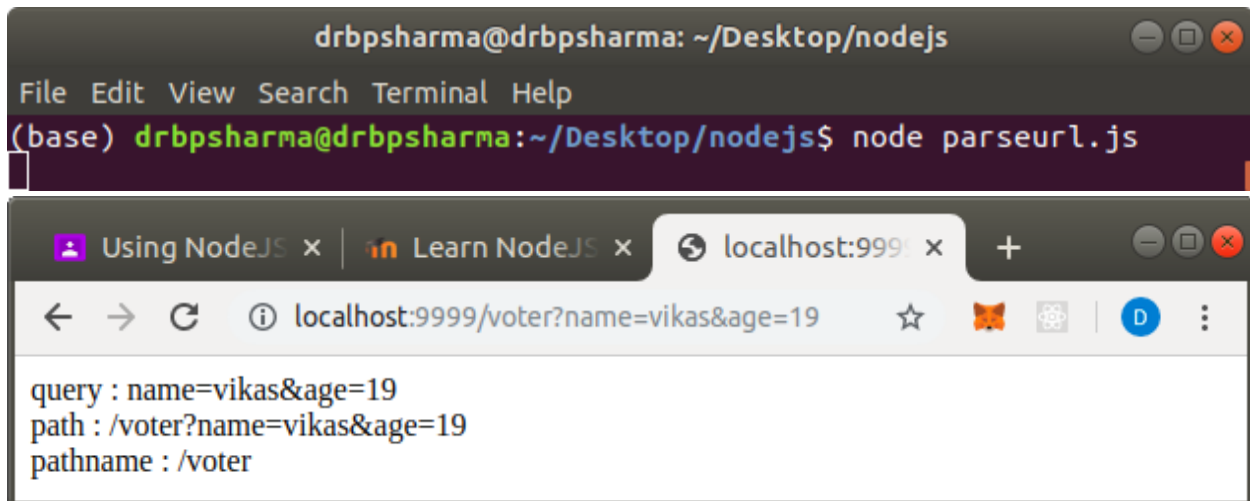 drbpsharma@drbpsharma: ~/Desktop/nodejs
File Edit View Search Terminal Help
(base) drbpsharma@drbpsharma:~/Desktop/nodejs$ node parseurl.js
Using NodeJS Learn NodeJS localhost:999
localhost:9999/voter?name=vikas&age=19 D
query : name=vikas&age=19
path : /voter?name=vikas&age=19
pathname : /voter